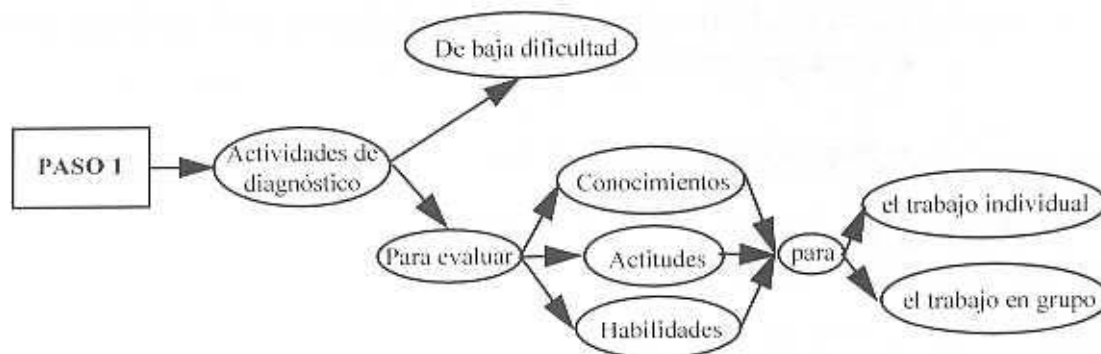 De baja dificultad
PASO 1
Actividades de
diagnóstico
Conocimientos
el trabajo individual
Para evaluar
Actitudes
para
el trabajo en grupo
Habilidades